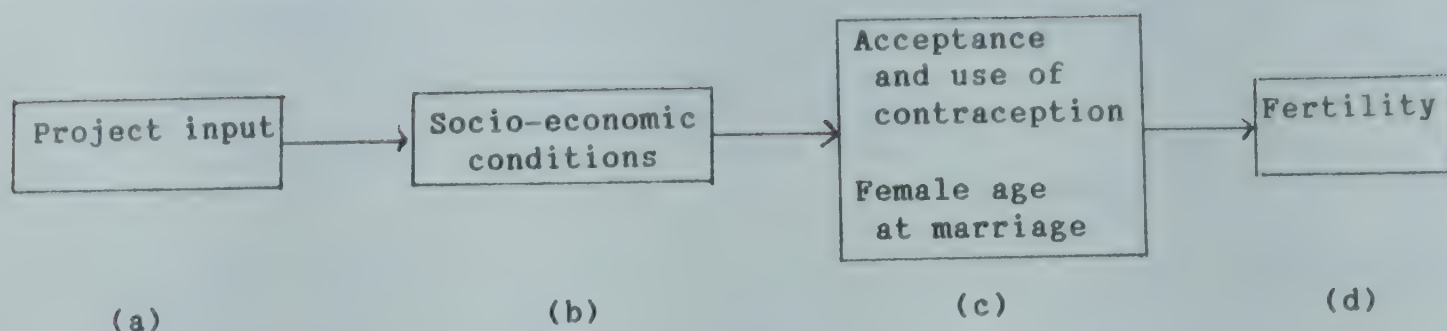 Project input
Socio-economic
conditions
Acceptance
and use of
contraception
Female age
at marriage
Fertility
(a)
(b)
(c)
(d)